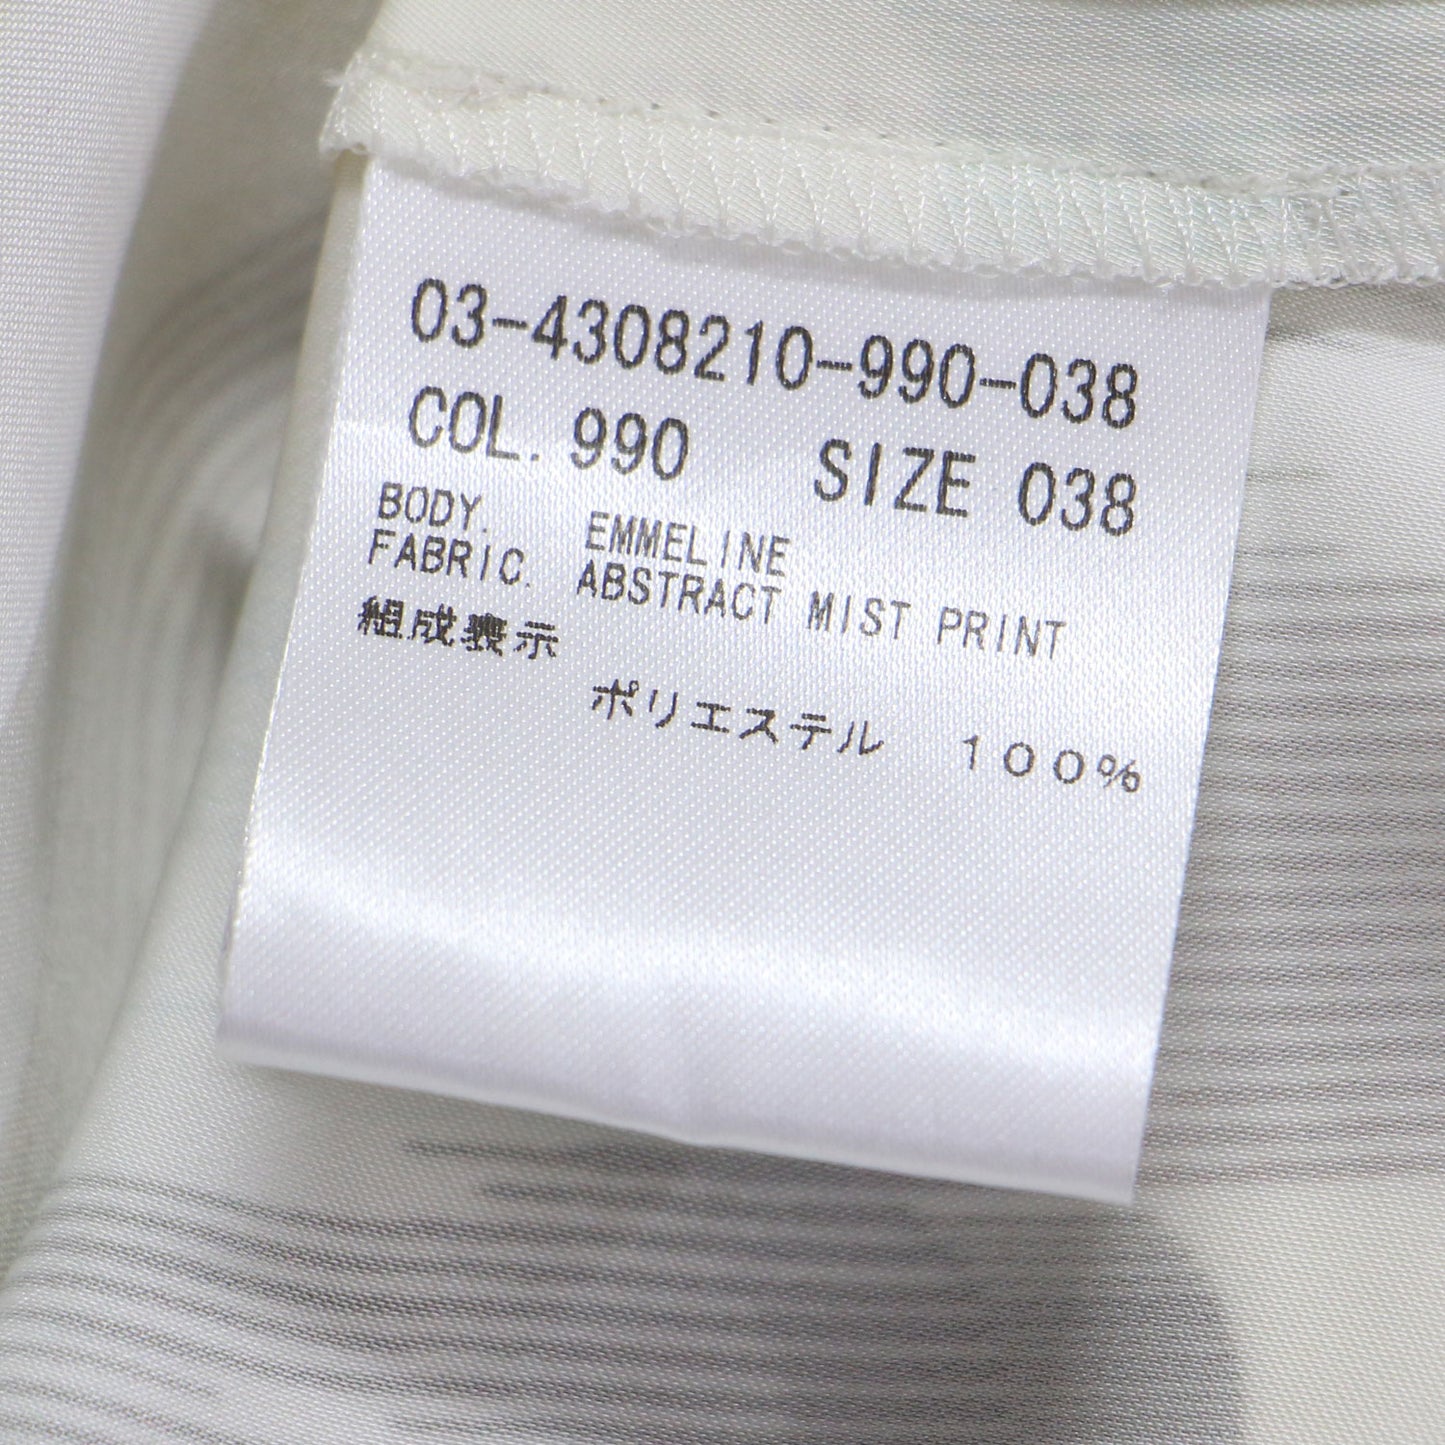 03-4308210-990-038
COL. 990 SIZE 038
BODY. EMMELINE
FABRIC. ABSTRACT MIST PRINT
組成表示
ポリエステル １００％